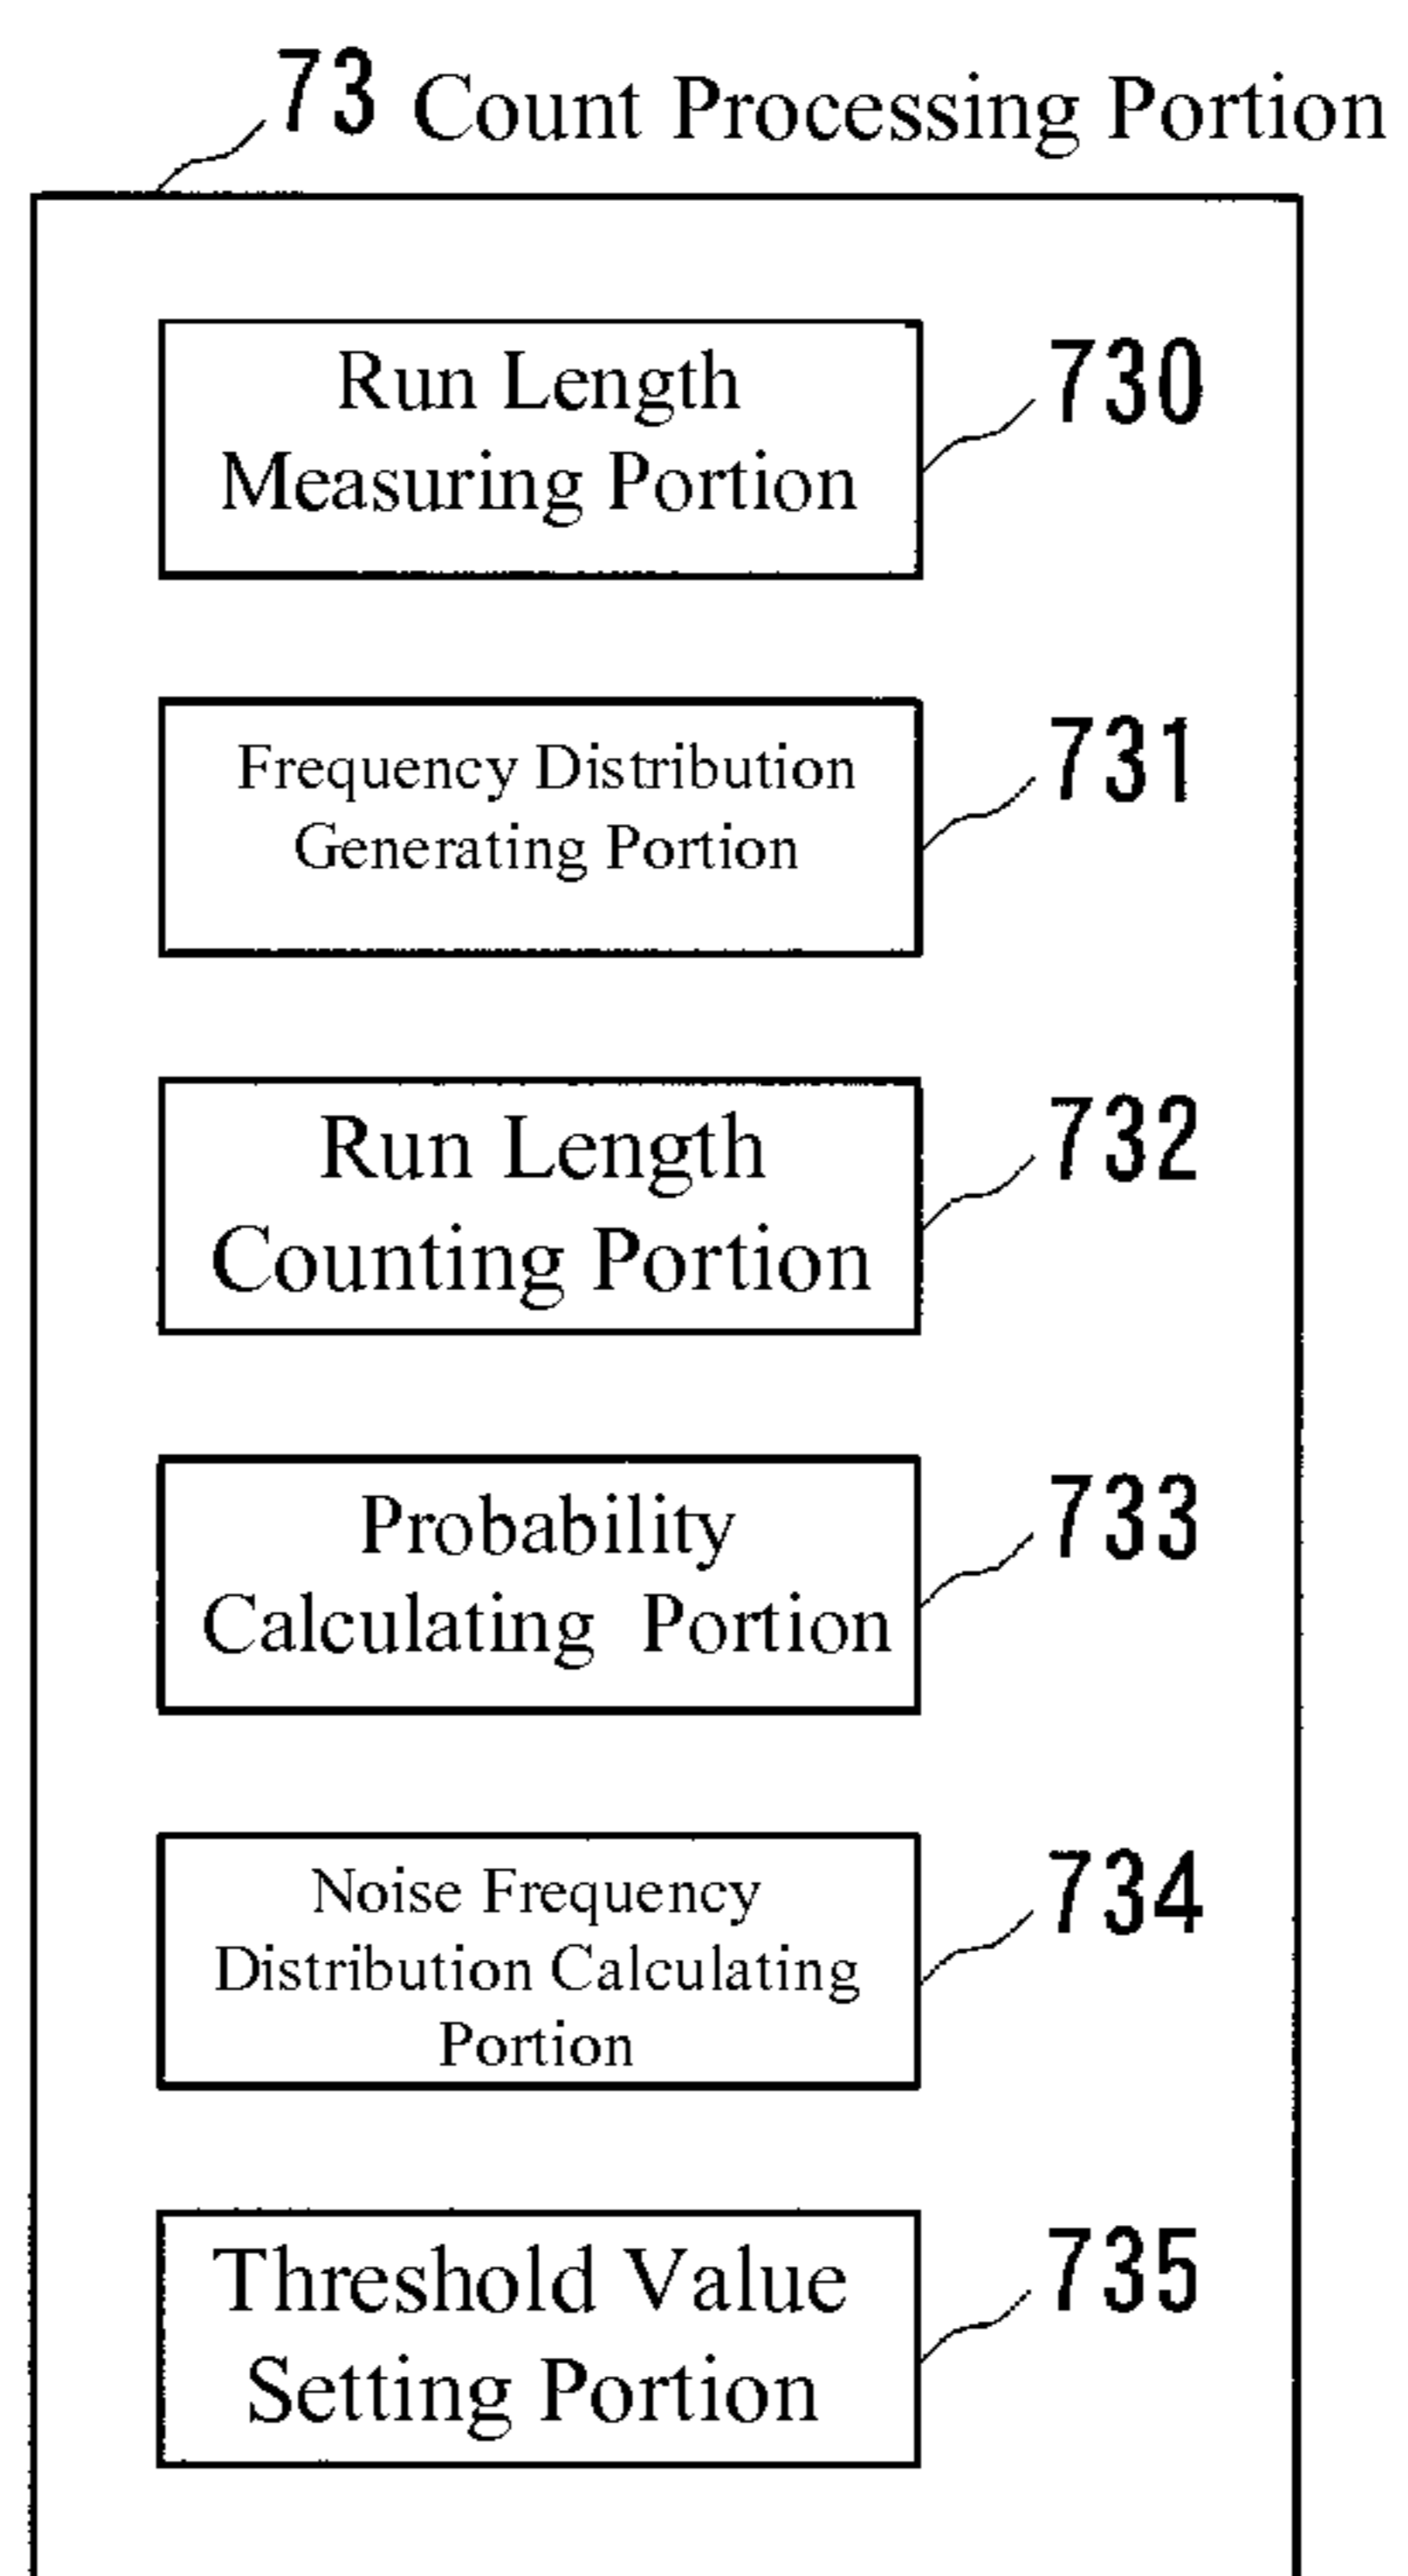 73 Count Processing Portion
Run Length
Measuring Portion
730
Frequency Distribution
Generating Portion
731
Run Length
Counting Portion
732
Probability
Calculating Portion
733
Noise Frequency
Distribution Calculating
Portion
734
Threshold Value
Setting Portion
735